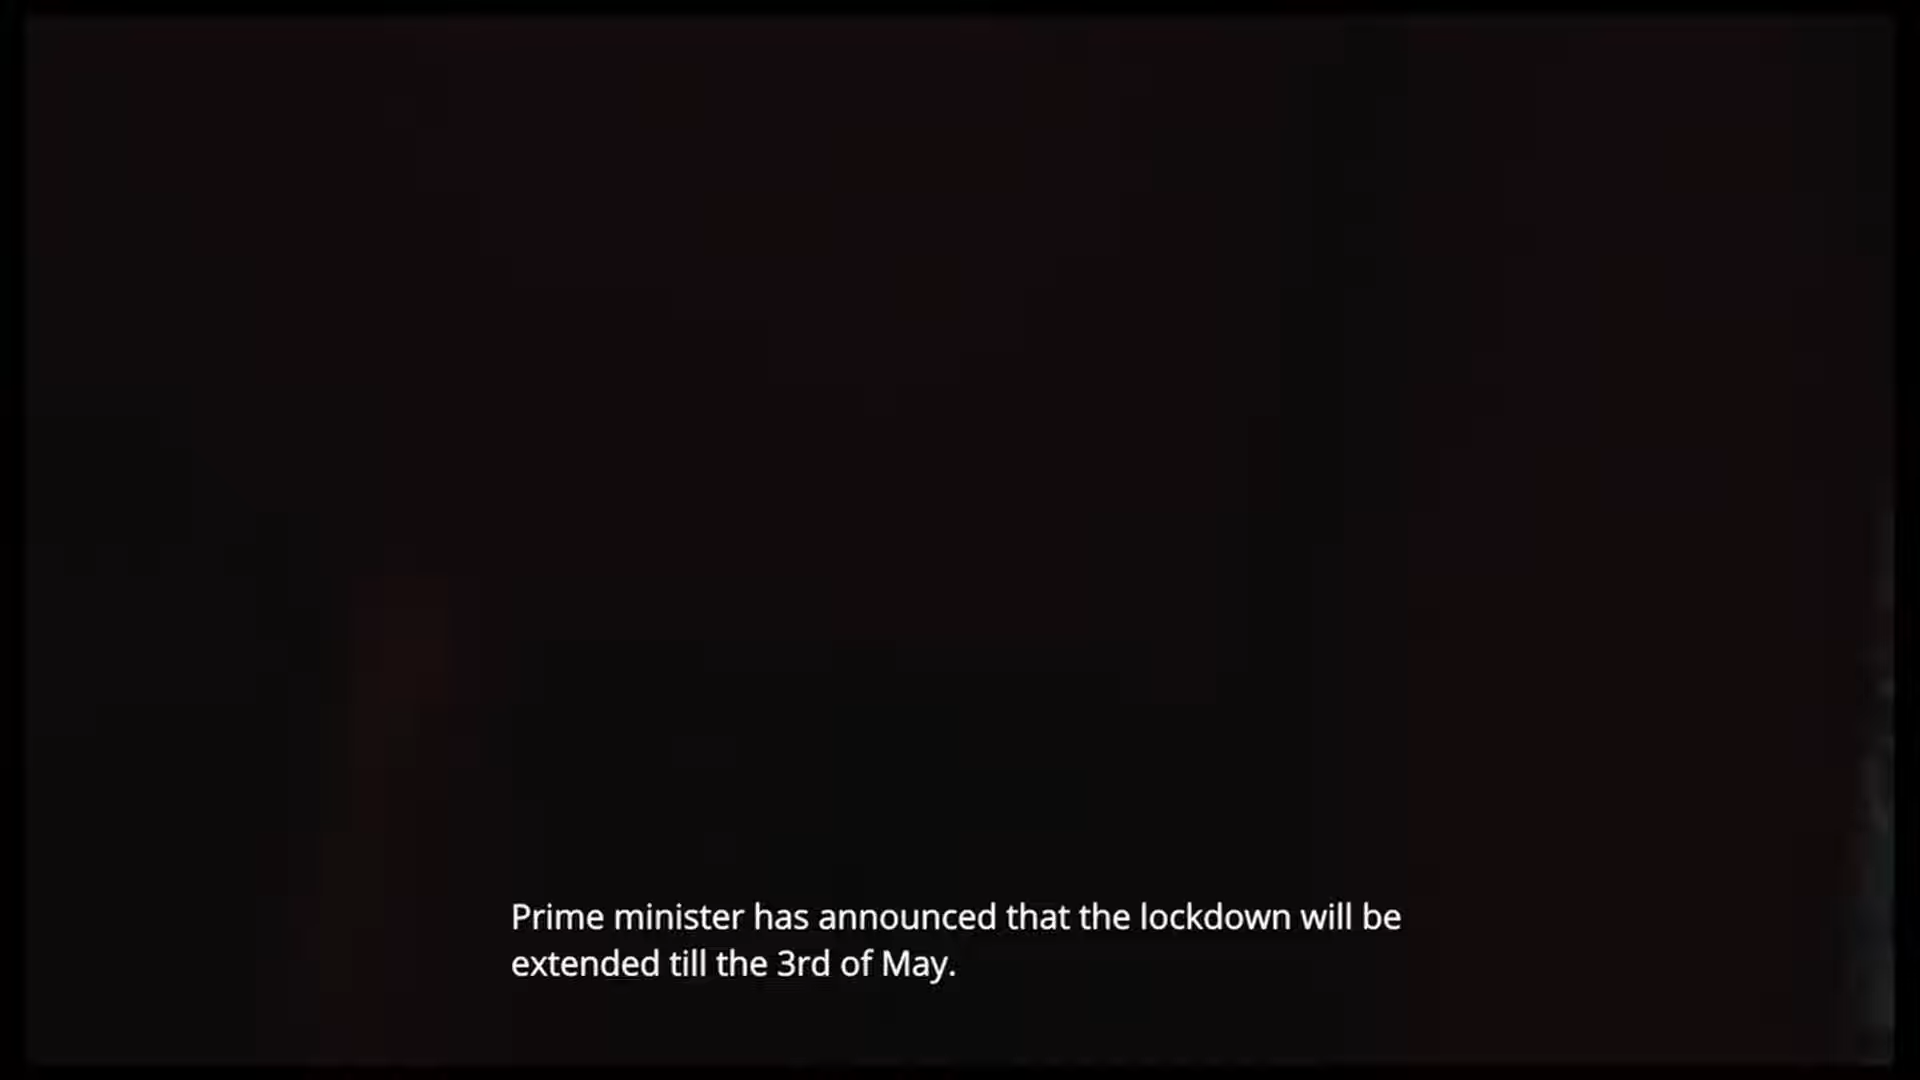 Prime minister has announced that the lockdown will be
extended till the 3rd of May.